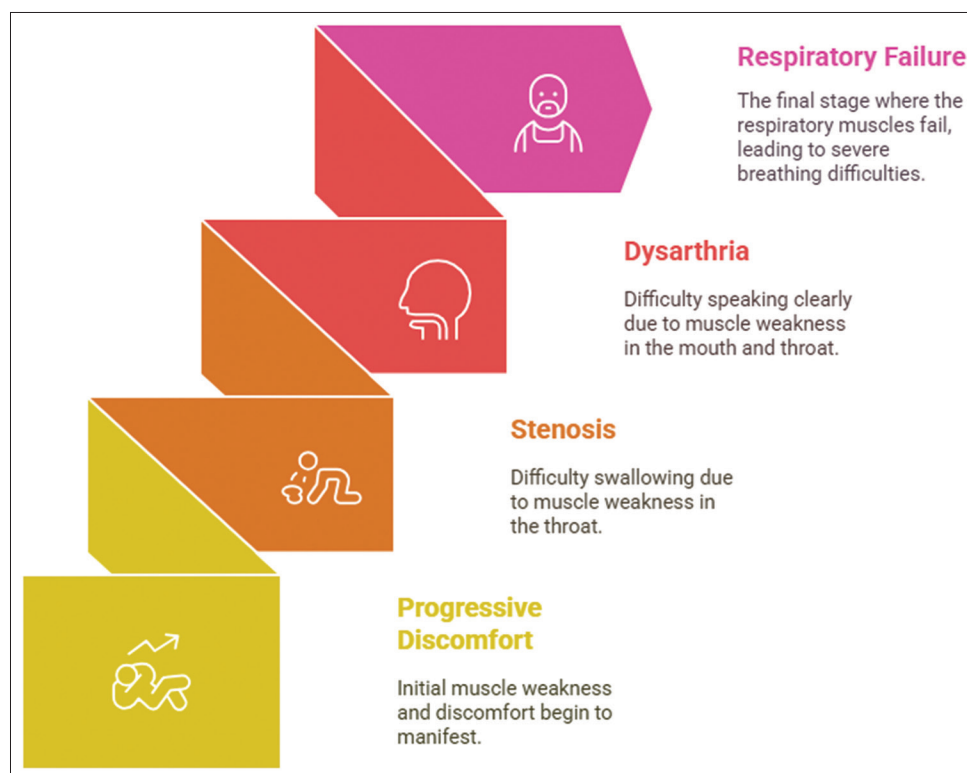 Respiratory Failure
The final stage where the
respiratory muscles fail,
leading to severe
breathing difficulties.
Dysarthria
Difficulty speaking clearly
due to muscle weakness
in the mouth and throat.
Stenosis
Difficulty swallowing due
to muscle weakness in
the throat.
Progressive
Discomfort
Initial muscle weakness
and discomfort begin to
manifest.